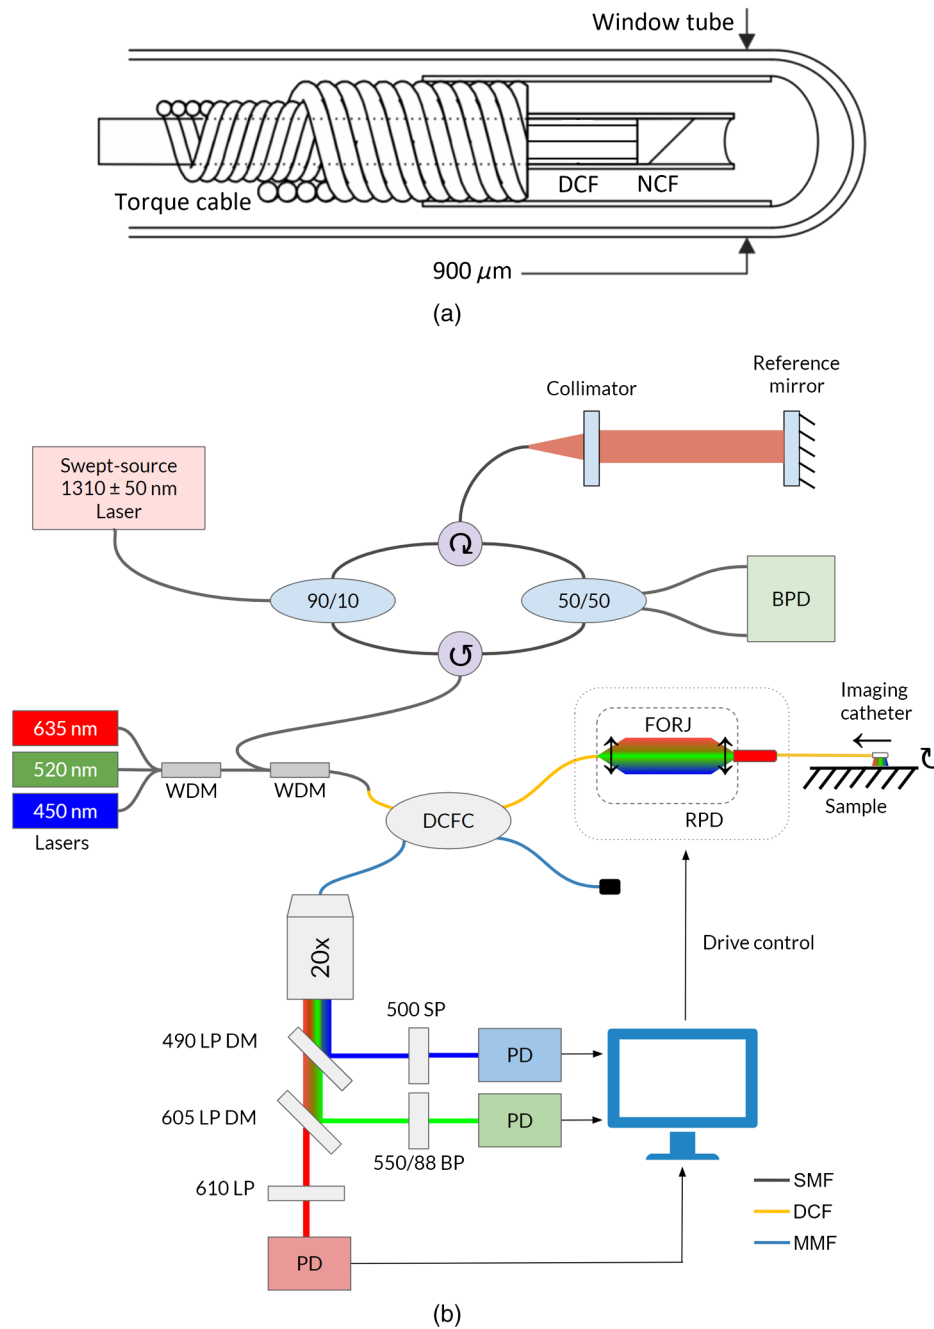 Window tube
DCF
NCF
Torque cable
900 μm
(a)
Reference
mirror
Collimator
Swept-source
1310 ± 50 nm
Laser
90/10
50/50
BPD
635 nm
520 nm
450 nm
Lasers
WDM
WDM
DCFC
FORJ
RPD
Imaging
catheter
Sample
Drive control
20x
500 SP
490 LP DM
PD
605 LP DM
PD
550/88 BP
610 LP
PD
SMF
DCF
MMF
(b)